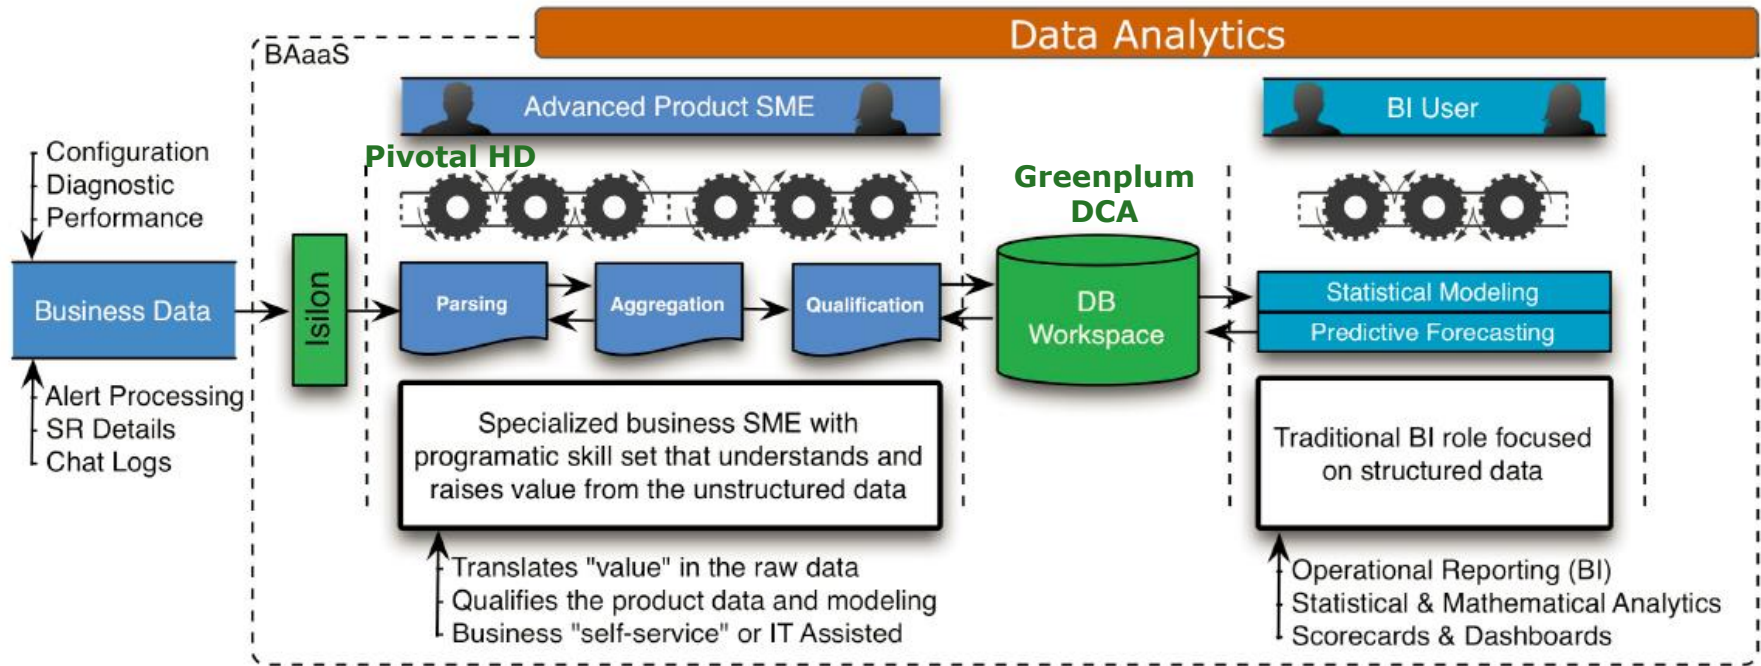 Data Analytics
BAaaS
Advanced Product SME
BI User
Configuration
Diagnostic
Performance
Pivotal HD
Greenplum
DCA
Business Data
Isilon
Parsing
Aggregation
Qualification
DB
Workspace
Statistical Modeling
Predictive Forecasting
Alert Processing
SR Details
Chat Logs
Specialized business SME with
programatic skill set that understands and
raises value from the unstructured data
Traditional BI role focused
on structured data
Translates "value" in the raw data
Qualifies the product data and modeling
Business "self-service" or IT Assisted
Operational Reporting (BI)
Statistical & Mathematical Analytics
Scorecards & Dashboards